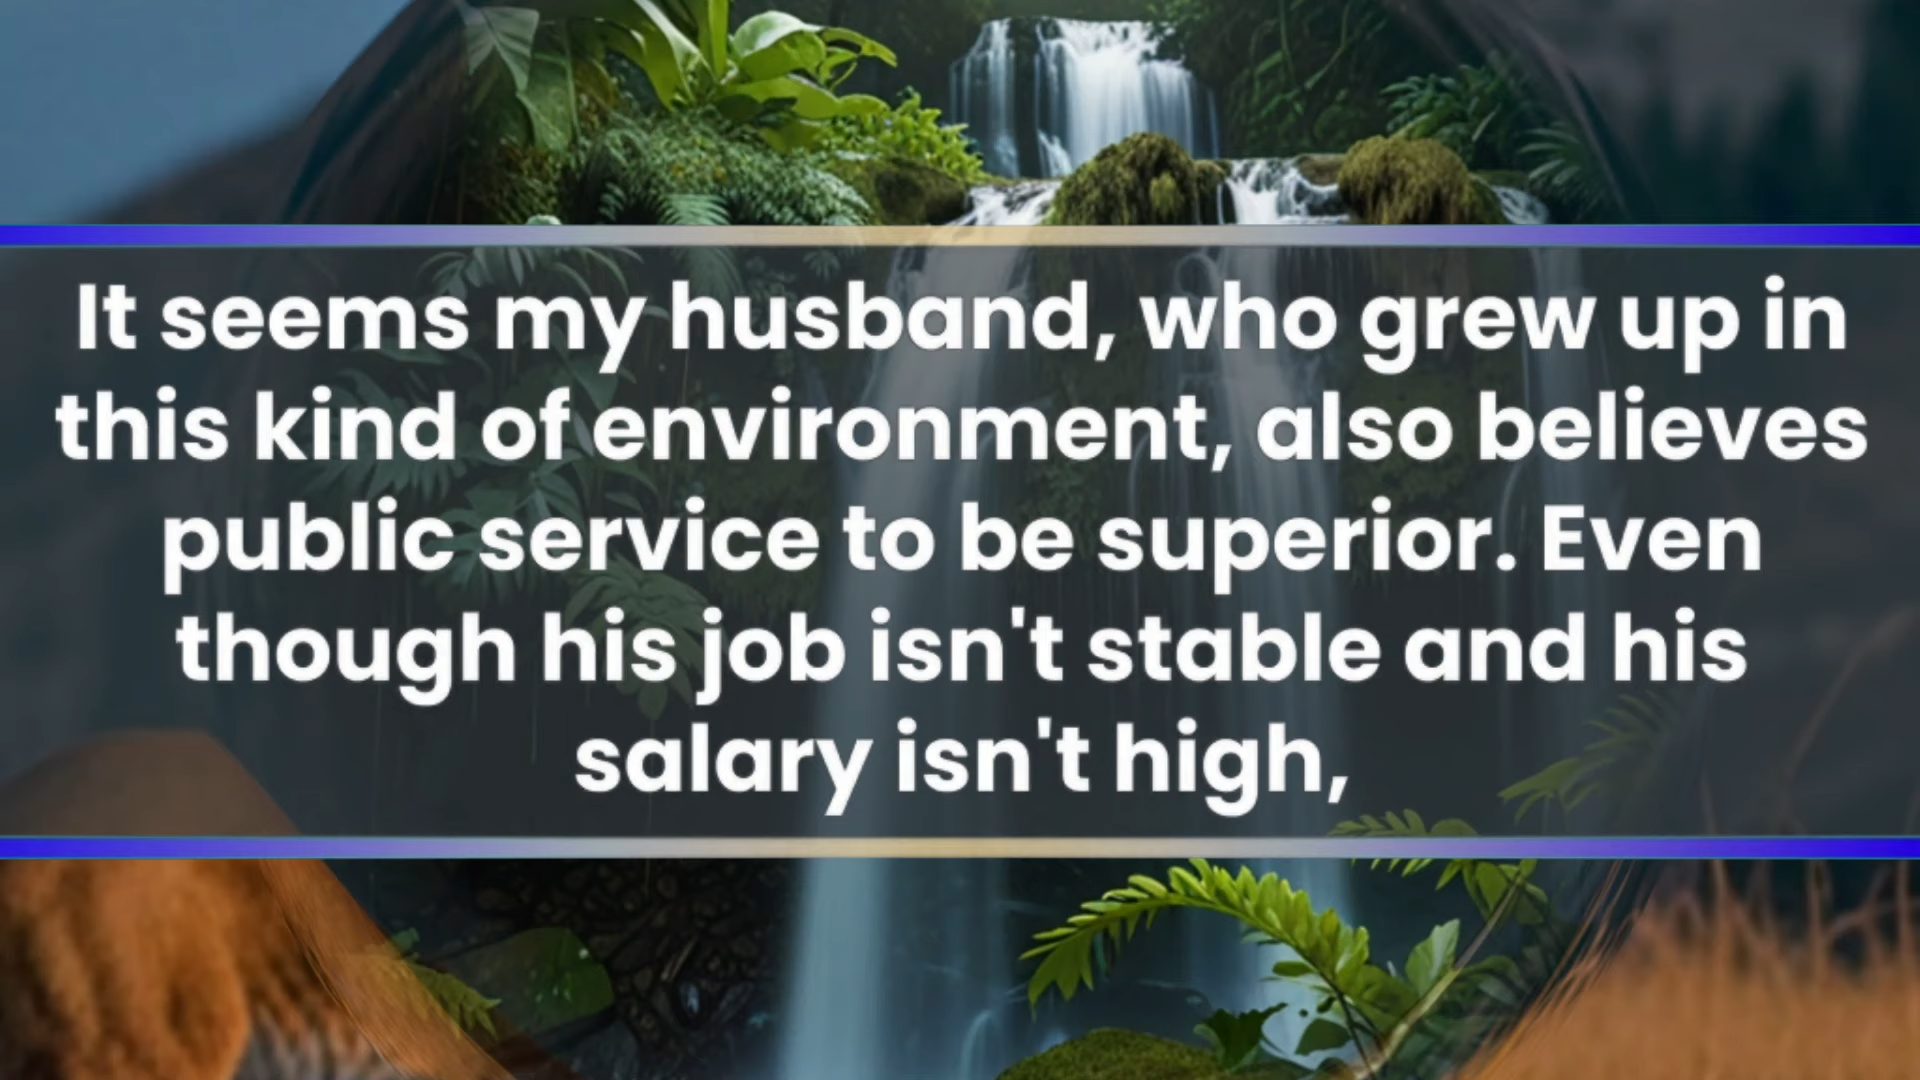 It seems my husband, who grew up in
this kind of environment, also believes
public service to be superior. Even
though his job isn't stable and his
salary isn't high,